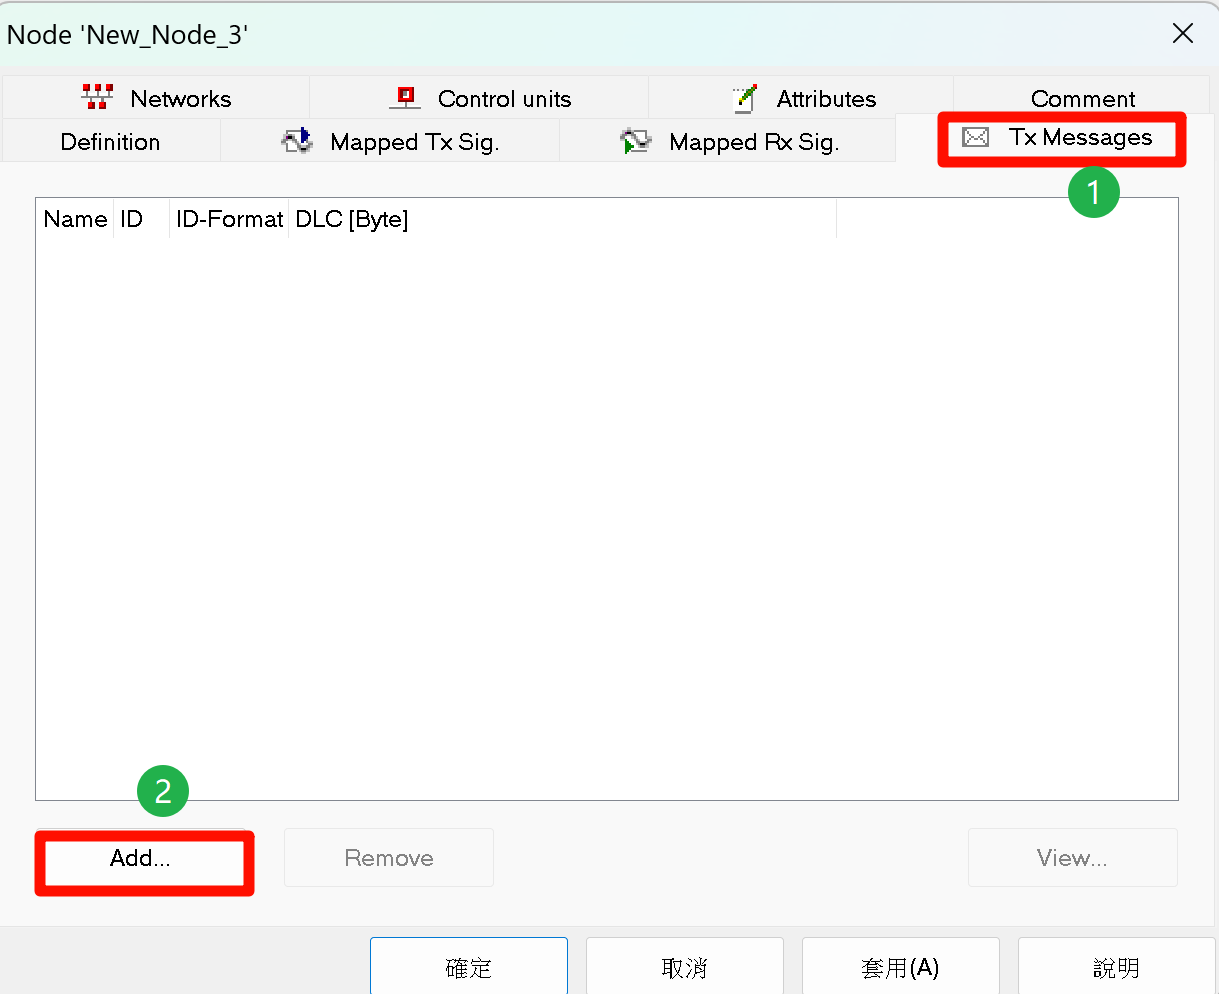 Node 'New_Node_3'
Networks Control units Attributes Comment
Definition Mapped Tx Sig. Mapped Rx Sig. Tx Messages
1
Name ID ID-Format DLC [Byte]
2
Add... Remove View...
確定 取消 套用(A) 說明